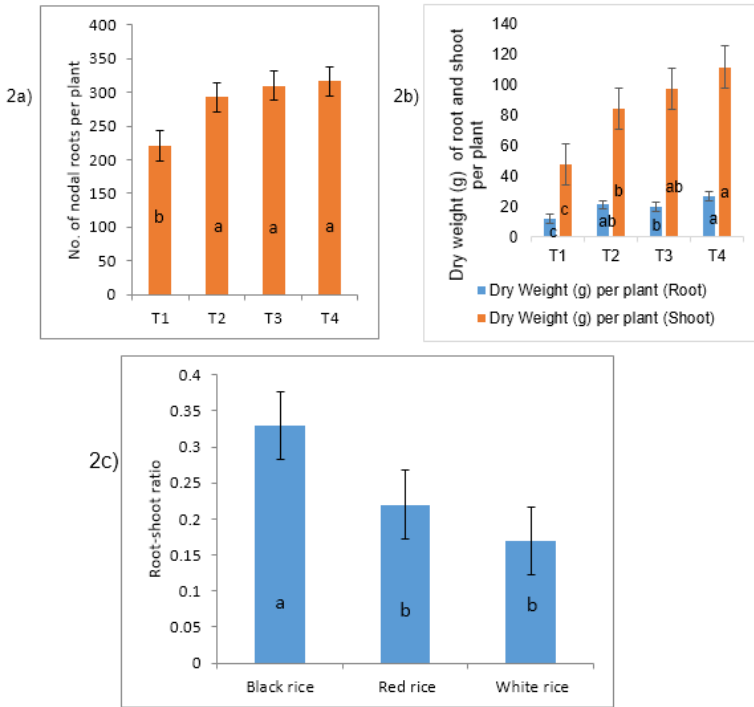 2a)
No. of nodal roots per plant
400
350
300
250
200
150
100
50
0
b
a
a
a
T1
T2
T3
T4
2b)
Dry weight (g) of root and shoot
per plant
140
120
100
80
60
40
20
0
c
c
ab
b
b
ab
a
a
T1
T2
T3
T4
Dry Weight (g) per plant (Root)
Dry Weight (g) per plant (Shoot)
2c)
Root-shoot ratio
0.4
0.35
0.3
0.25
0.2
0.15
0.1
0.05
0
a
b
b
Black rice
Red rice
White rice